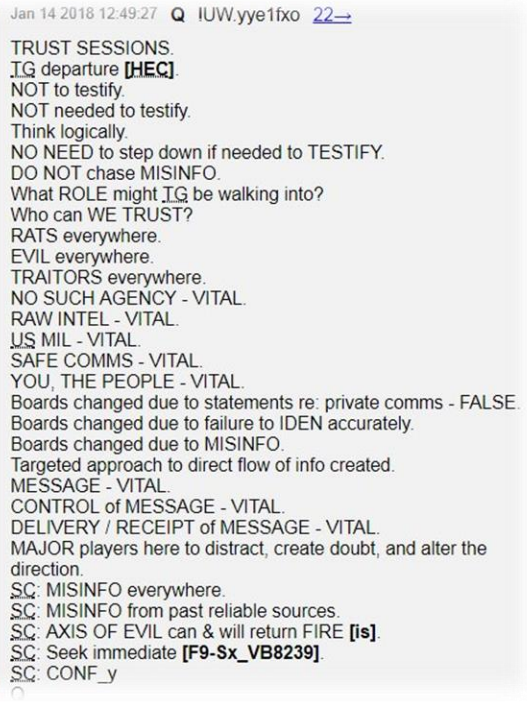 Jan 14 2018 12:49:27 Q !UW.yye1fxo 22→
TRUST SESSIONS.
TG departure [HEC].
NOT to testify.
NOT needed to testify.
Think logically.
NO NEED to step down if needed to TESTIFY.
DO NOT chase MISINFO.
What ROLE might TG be walking into?
Who can WE TRUST?
RATS everywhere.
EVIL everywhere.
TRAITORS everywhere.
NO SUCH AGENCY - VITAL.
RAW INTEL - VITAL.
US MIL - VITAL.
SAFE COMMS - VITAL.
YOU, THE PEOPLE - VITAL.
Boards changed due to statements re: private comms - FALSE.
Boards changed due to failure to IDEN accurately.
Boards changed due to MISINFO.
Targeted approach to direct flow of info created.
MESSAGE - VITAL.
CONTROL of MESSAGE - VITAL.
DELIVERY / RECEIPT of MESSAGE - VITAL.
MAJOR players here to distract, create doubt, and alter the
direction.
SC: MISINFO everywhere.
SC: MISINFO from past reliable sources.
SC: AXIS OF EVIL can & will return FIRE [is].
SC: Seek immediate [F9-Sx_VB8239].
SC: CONF_y
Q